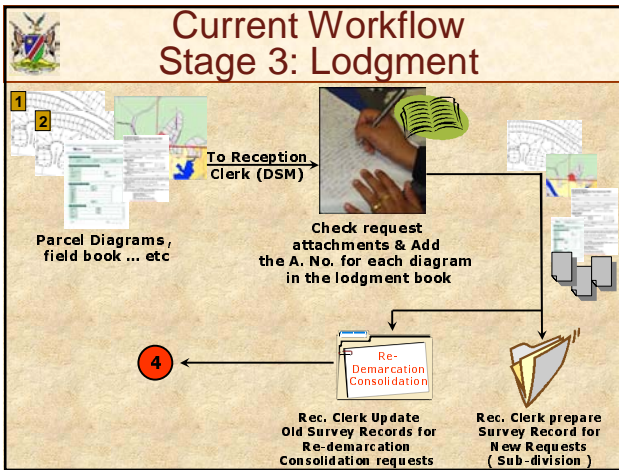 Current Workflow
Stage 3: Lodgment
1
2
To Reception
Clerk (DSM)
Parcel Diagrams,
field book ... etc
Check request
attachments & Add
the A. No. for each diagram
in the lodgment book
4
Re-
Demarcation
Consolidation
Rec. Clerk Update
Old Survey Records for
Re-demarcation
Consolidation requests
Rec. Clerk prepare
Survey Record for
New Requests
( Sub-division )